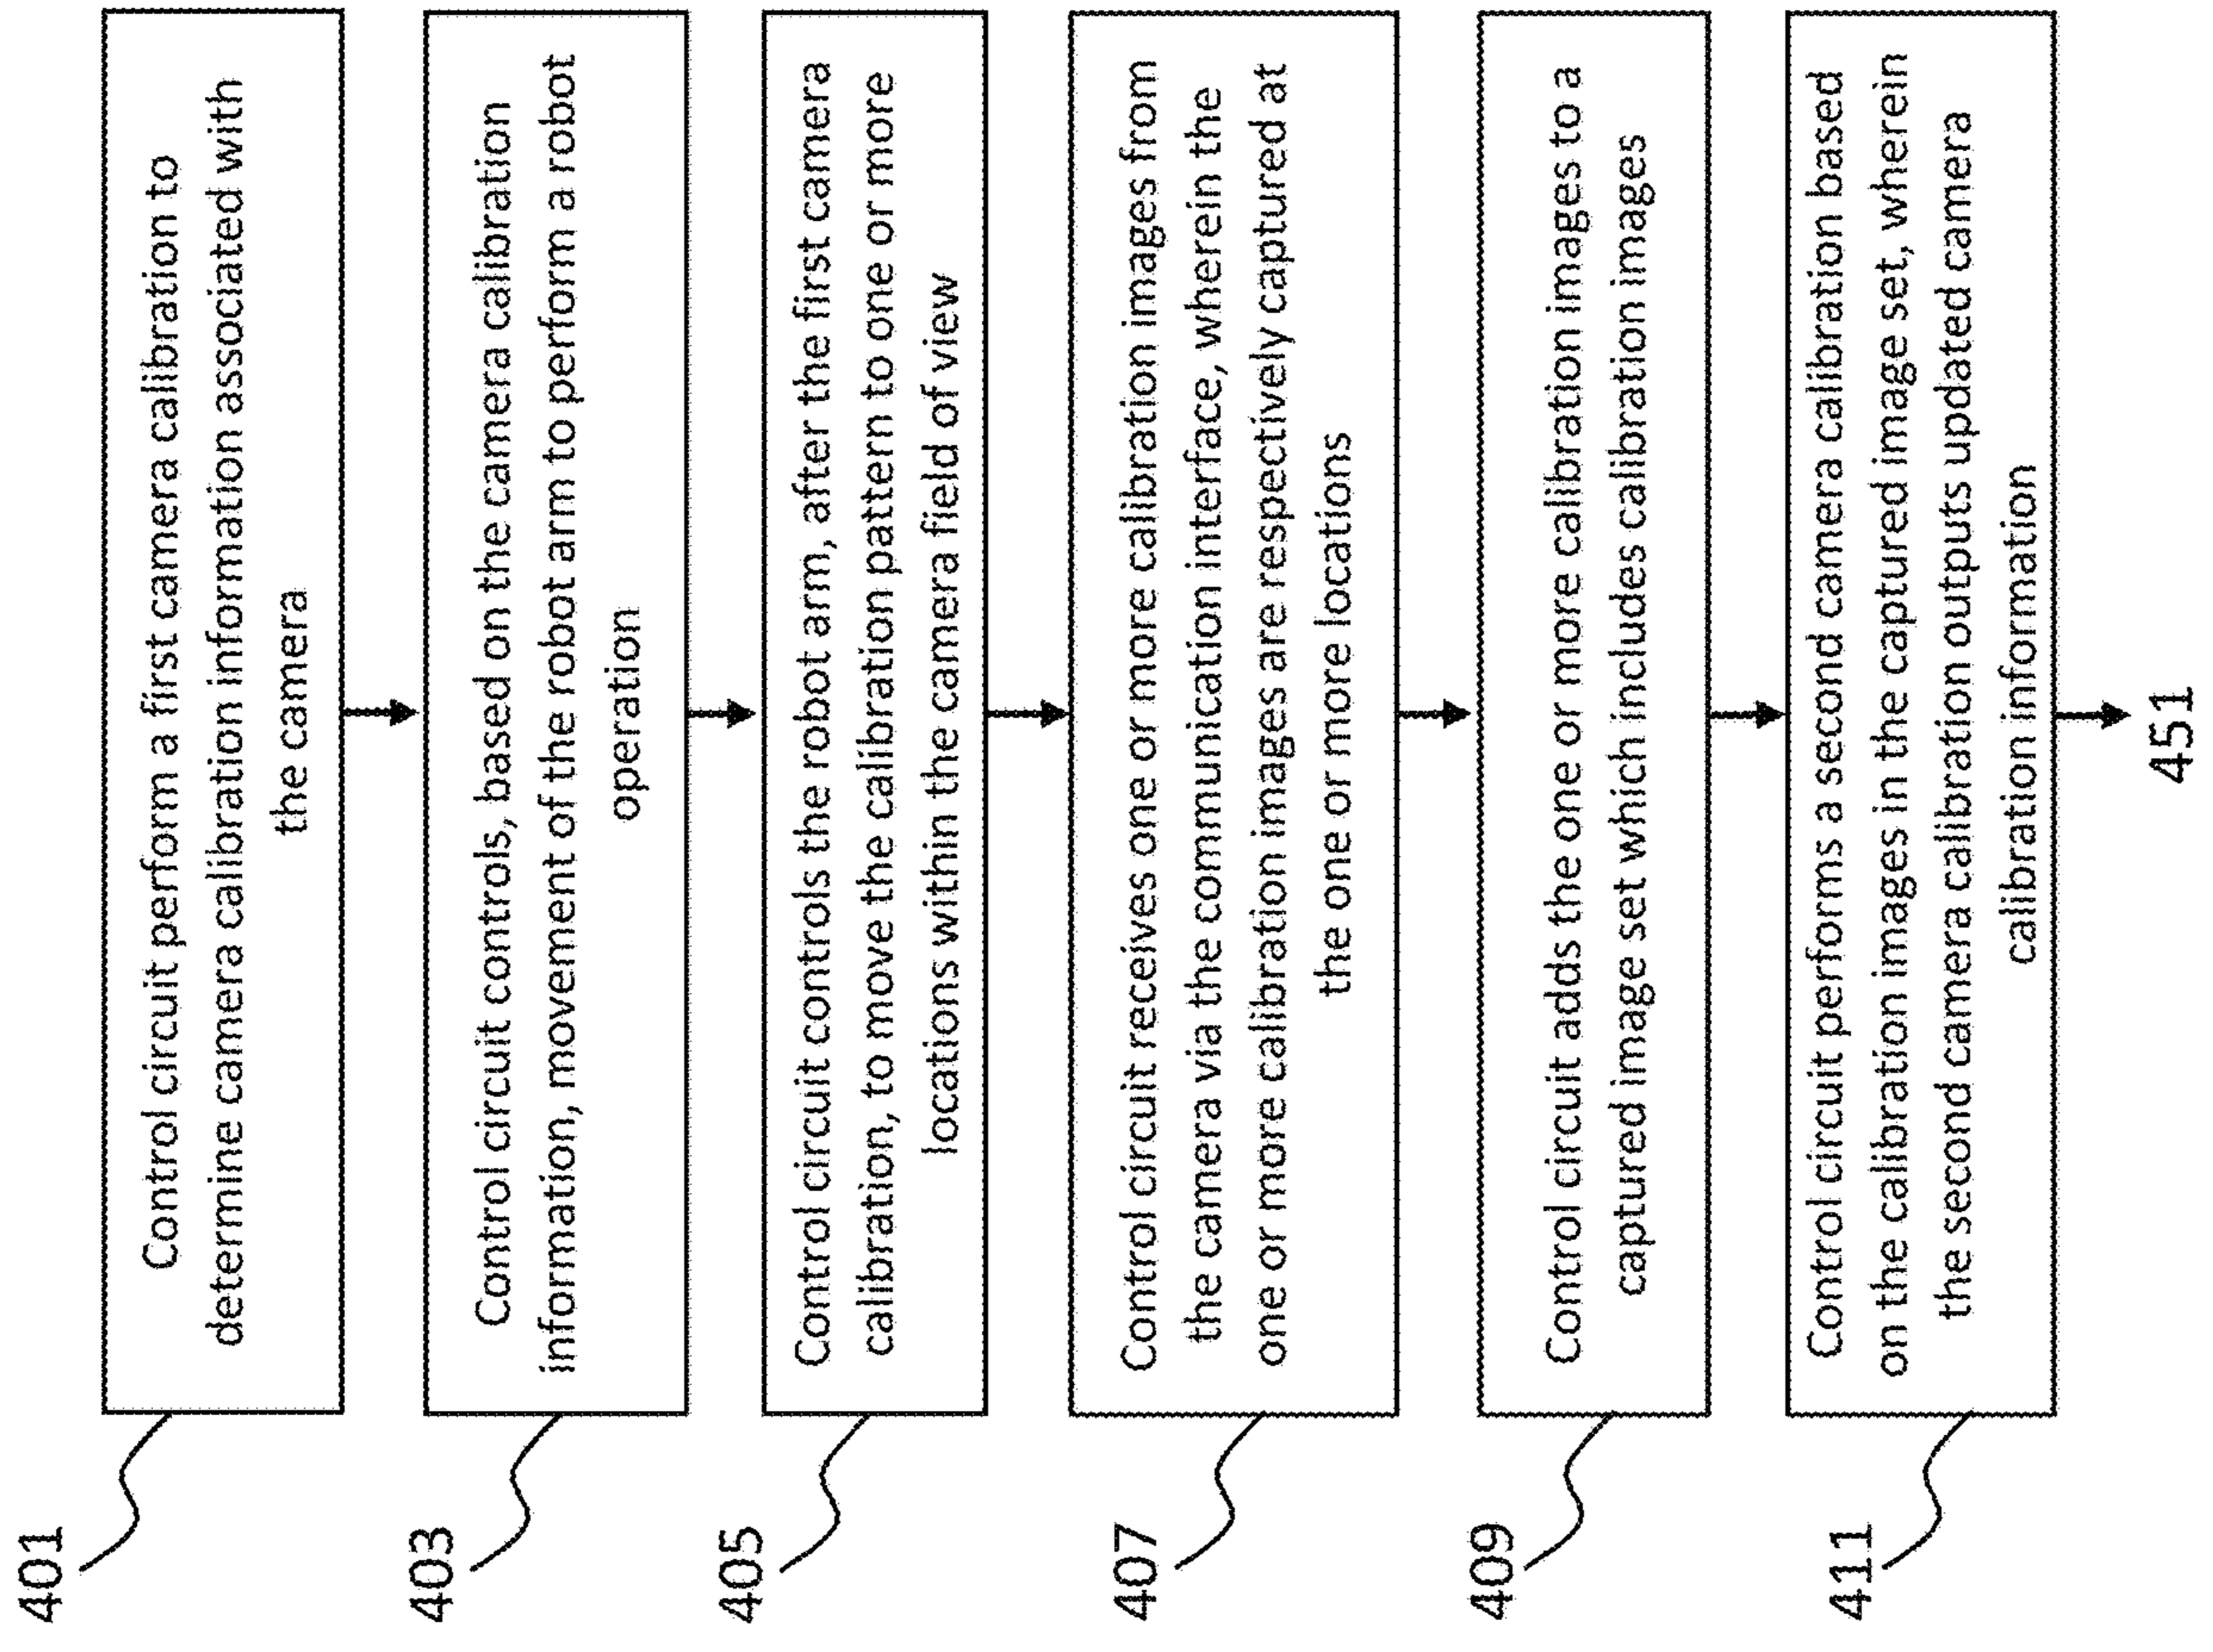 401
Control circuit perform a first camera calibration to
determine camera calibration information associated with
the camera
403
Control circuit controls, based on the camera calibration
information, movement of the robot arm to perform a robot
operation
405
Control circuit controls the robot arm, after the first camera
calibration, to move the calibration pattern to one or more
locations within the camera field of view
407
Control circuit receives one or more calibration images from
the camera via the communication interface, wherein the
one or more calibration images are respectively captured at
the one or more locations
409
Control circuit adds the one or more calibration images to a
captured image set which includes calibration images
411
Control circuit performs a second camera calibration based
on the calibration images in the captured image set, wherein
the second camera calibration outputs updated camera
calibration information
451